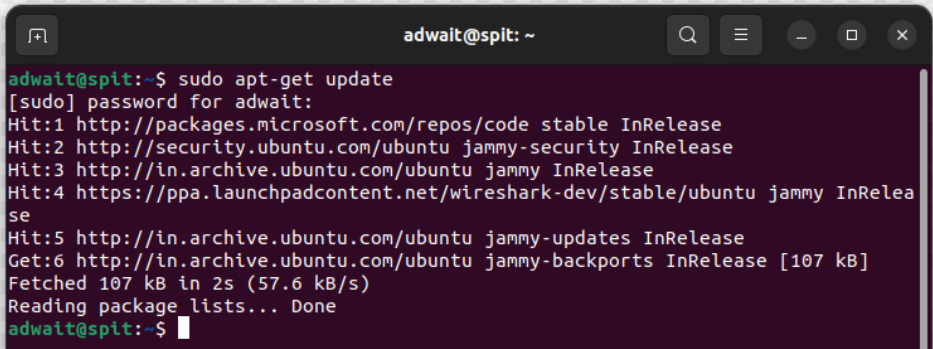 adwait@spit: ~
adwait@spit:~$ sudo apt-get update
[sudo] password for adwait:
Hit:1 http://packages.microsoft.com/repos/code stable InRelease
Hit:2 http://security.ubuntu.com/ubuntu jammy-security InRelease
Hit:3 http://in.archive.ubuntu.com/ubuntu jammy InRelease
Hit:4 https://ppa.launchpadcontent.net/wireshark-dev/stable/ubuntu jammy InRelea
se
Hit:5 http://in.archive.ubuntu.com/ubuntu jammy-updates InRelease
Get:6 http://in.archive.ubuntu.com/ubuntu jammy-backports InRelease [107 kB]
Fetched 107 kB in 2s (57.6 kB/s)
Reading package lists... Done
adwait@spit:~$